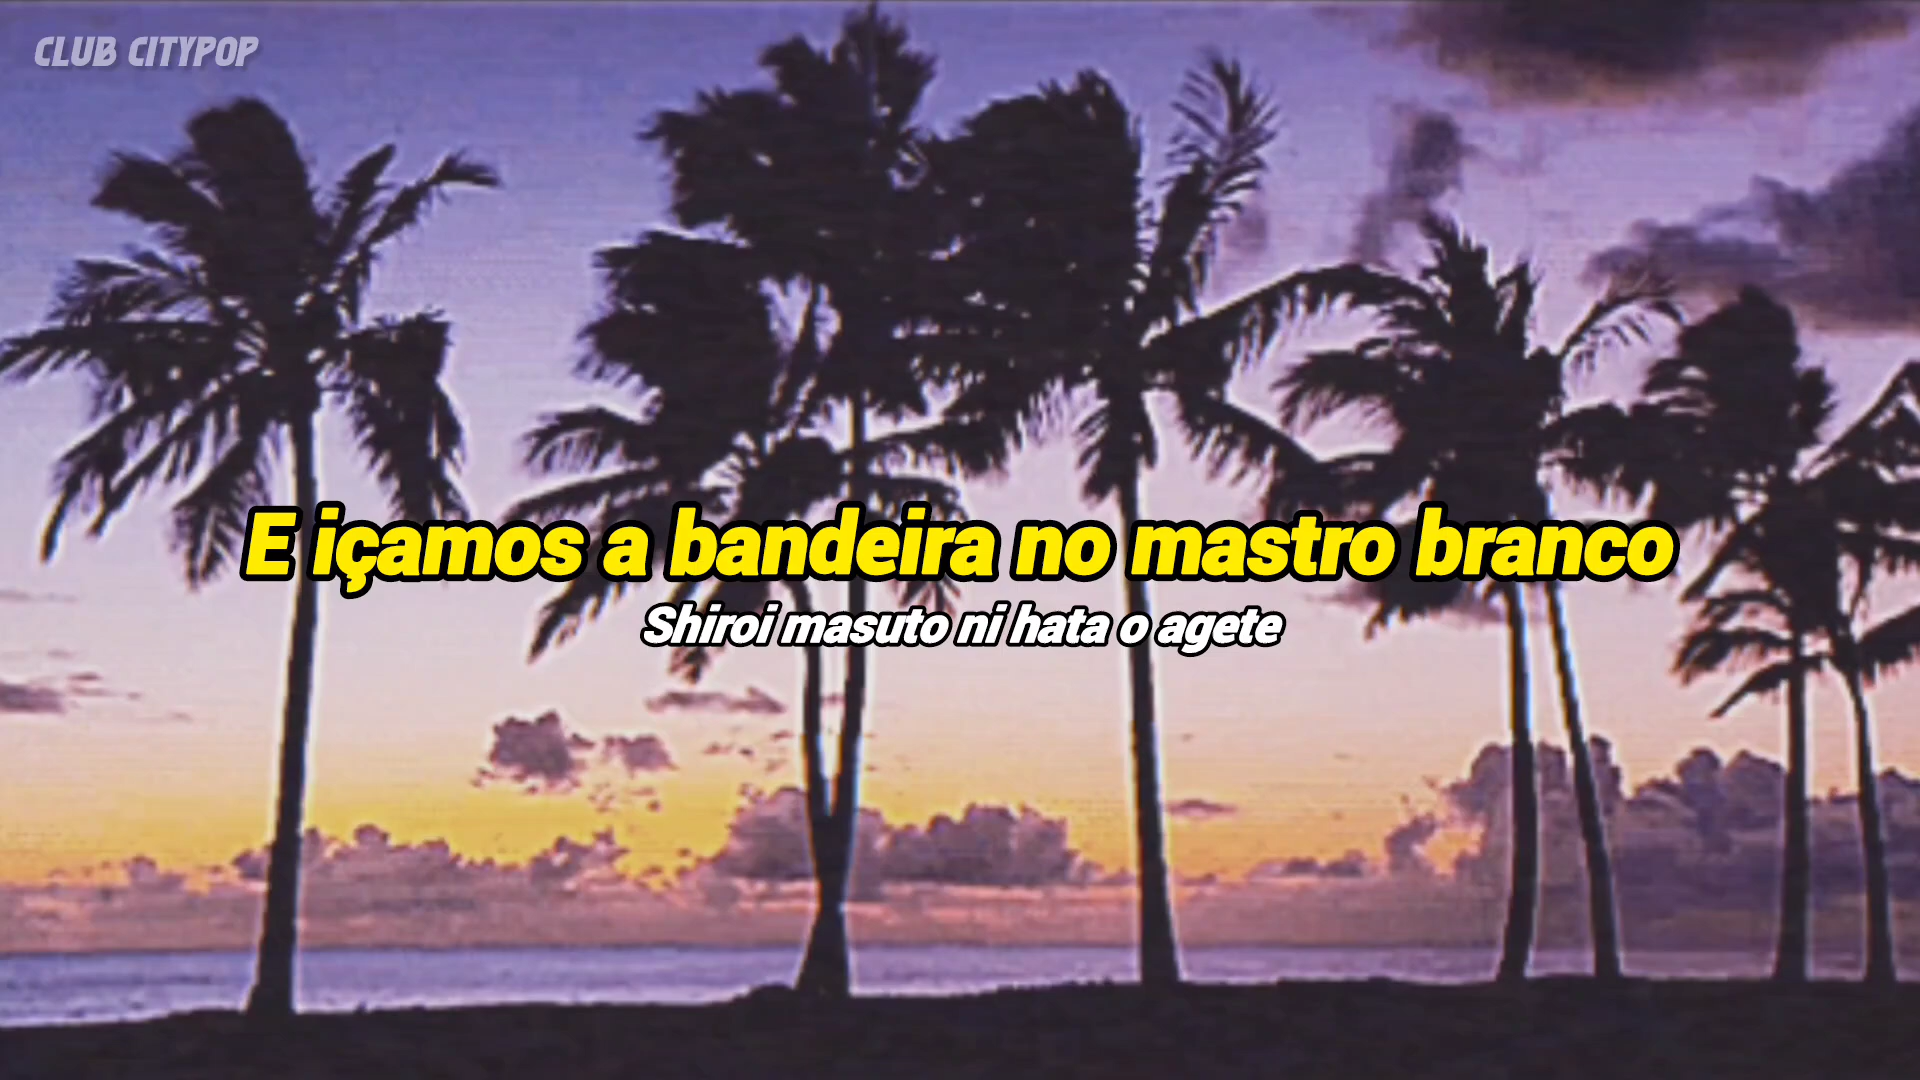 CLUB CITYPOP
E içamos a bandeira no mastro branco
Shiroi masuto ni hata o agete